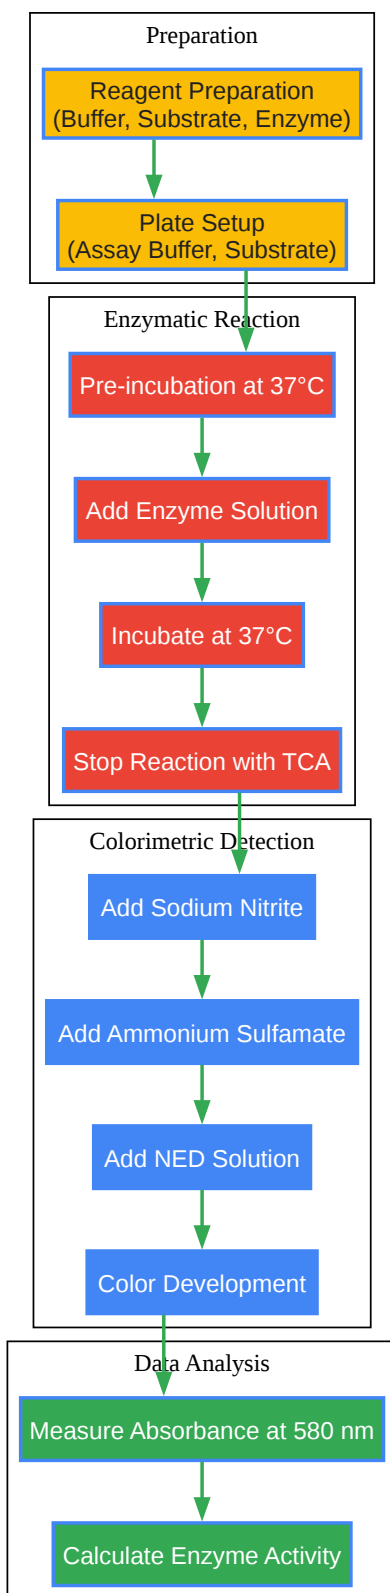 Preparation
Reagent Preparation
(Buffer, Substrate, Enzyme)
Plate Setup
(Assay Buffer, Substrate)
Enzymatic Reaction
Pre-incubation at 37°C
Add Enzyme Solution
Incubate at 37°C
Stop Reaction with TCA
Colorimetric Detection
Add Sodium Nitrite
Add Ammonium Sulfamate
Add NED Solution
Color Development
Data Analysis
Measure Absorbance at 580 nm
Calculate Enzyme Activity